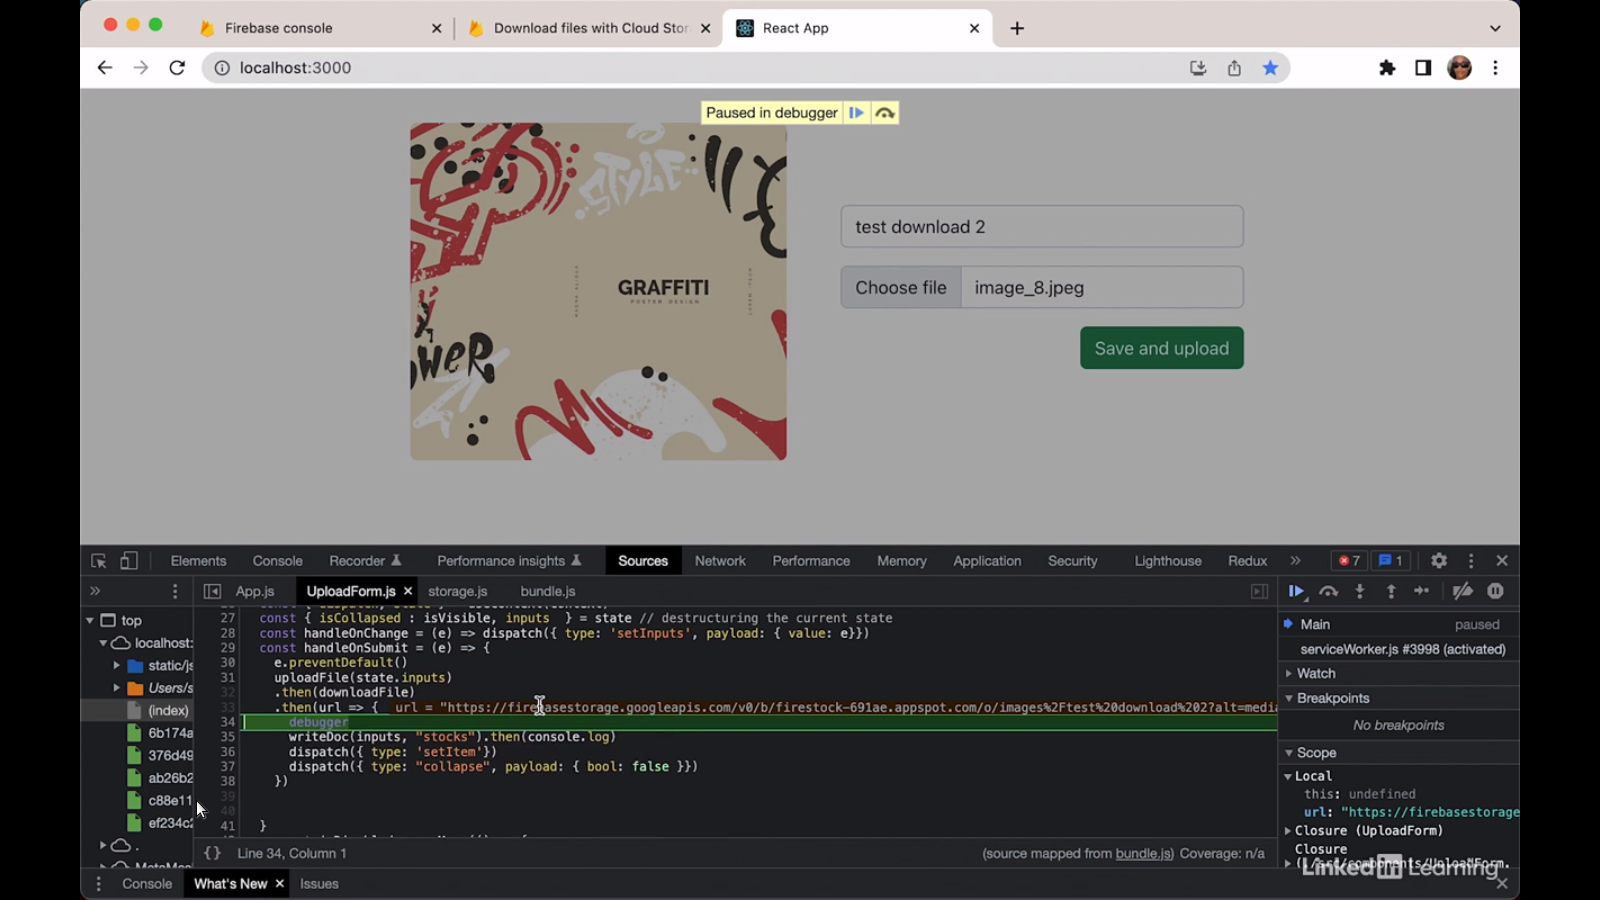 Firebase console
Download files with Cloud Stor
React App
localhost:3000
Paused in debugger
STYLE
GRAFFITI
POSTER DESIGN
OWER
test download 2
Choose file
image_8.jpeg
Save and upload
Elements
Console
Recorder
Performance insights
Sources
Network
Performance
Memory
Application
Security
Lighthouse
Redux
7
1
App.js
UploadForm.js
storage.js
bundle.js
top
localhost:
static/js
Users/s
(index)
6b174a
376d49
ab26b2
c88e11
ef234c2
.
27 const { isCollapsed : isVisible, inputs } = state // destructuring the current state
28 const handleOnChange = (e) => dispatch({ type: 'setInputs', payload: { value: e}})
29 const handleOnSubmit = (e) => {
30 e.preventDefault()
31 uploadFile(state.inputs)
32 .then(downloadFile)
33 .then(url => { url = "https://firebasestorage.googleapis.com/v0/b/firestock-691ae.appspot.com/o/images%2Ftest%20download%202?alt=media
34 debugger
35 writeDoc(inputs, "stocks").then(console.log)
36 dispatch({ type: 'setItem'})
37 dispatch({ type: "collapse", payload: { bool: false }})
38 })
39
40
41 }
{} Line 34, Column 1
(source mapped from bundle.js) Coverage: n/a
Main
paused
serviceWorker.js #3998 (activated)
Watch
Breakpoints
No breakpoints
Scope
Local
this: undefined
url: "https://firebasestorage
Closure (UploadForm)
Closure
(./src/components/UploadForm.
LinkedIn Learning
Console
What's New
Issues